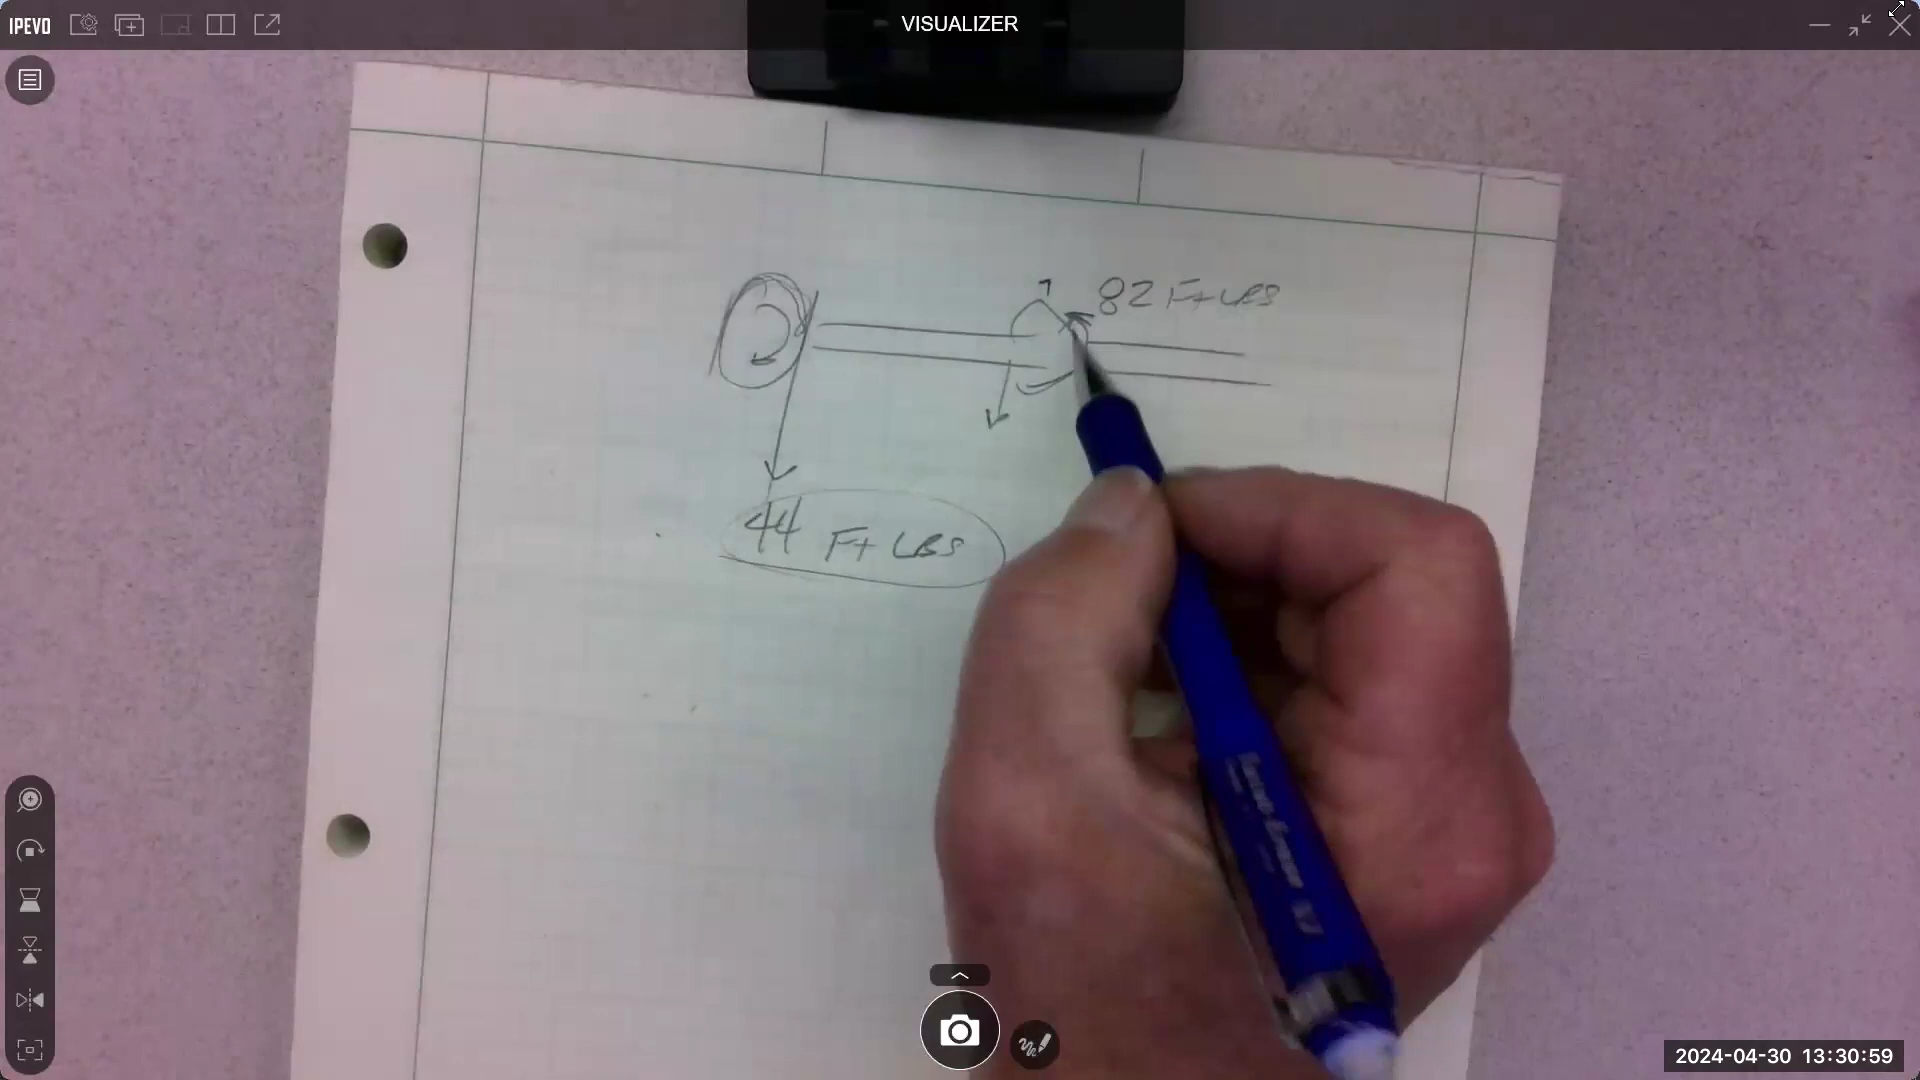 IPEVO
VISUALIZER
82 Ft LBS
44 Ft LBS
2024-04-30 13:30:59